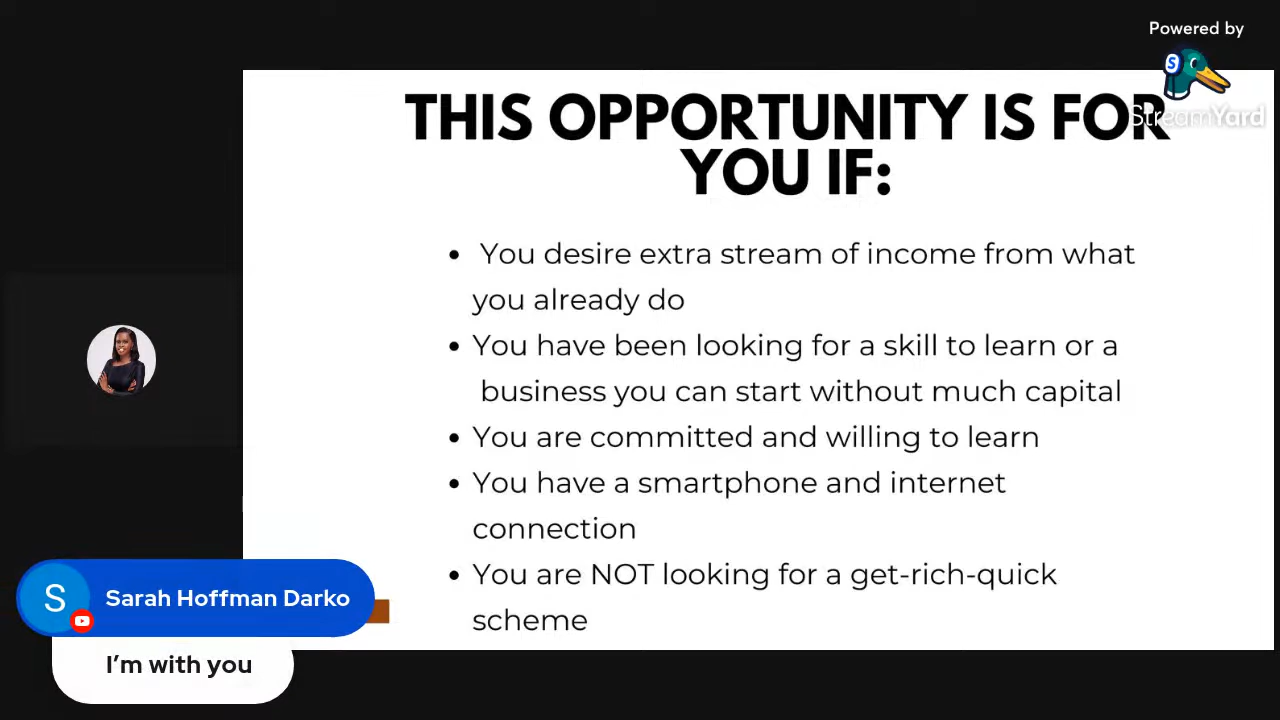 Powered by
StreamYard
THIS OPPORTUNITY IS FOR
YOU IF:
You desire extra stream of income from what
you already do
You have been looking for a skill to learn or a
business you can start without much capital
You are committed and willing to learn
You have a smartphone and internet
connection
You are NOT looking for a get-rich-quick
scheme
S
Sarah Hoffman Darko
I’m with you